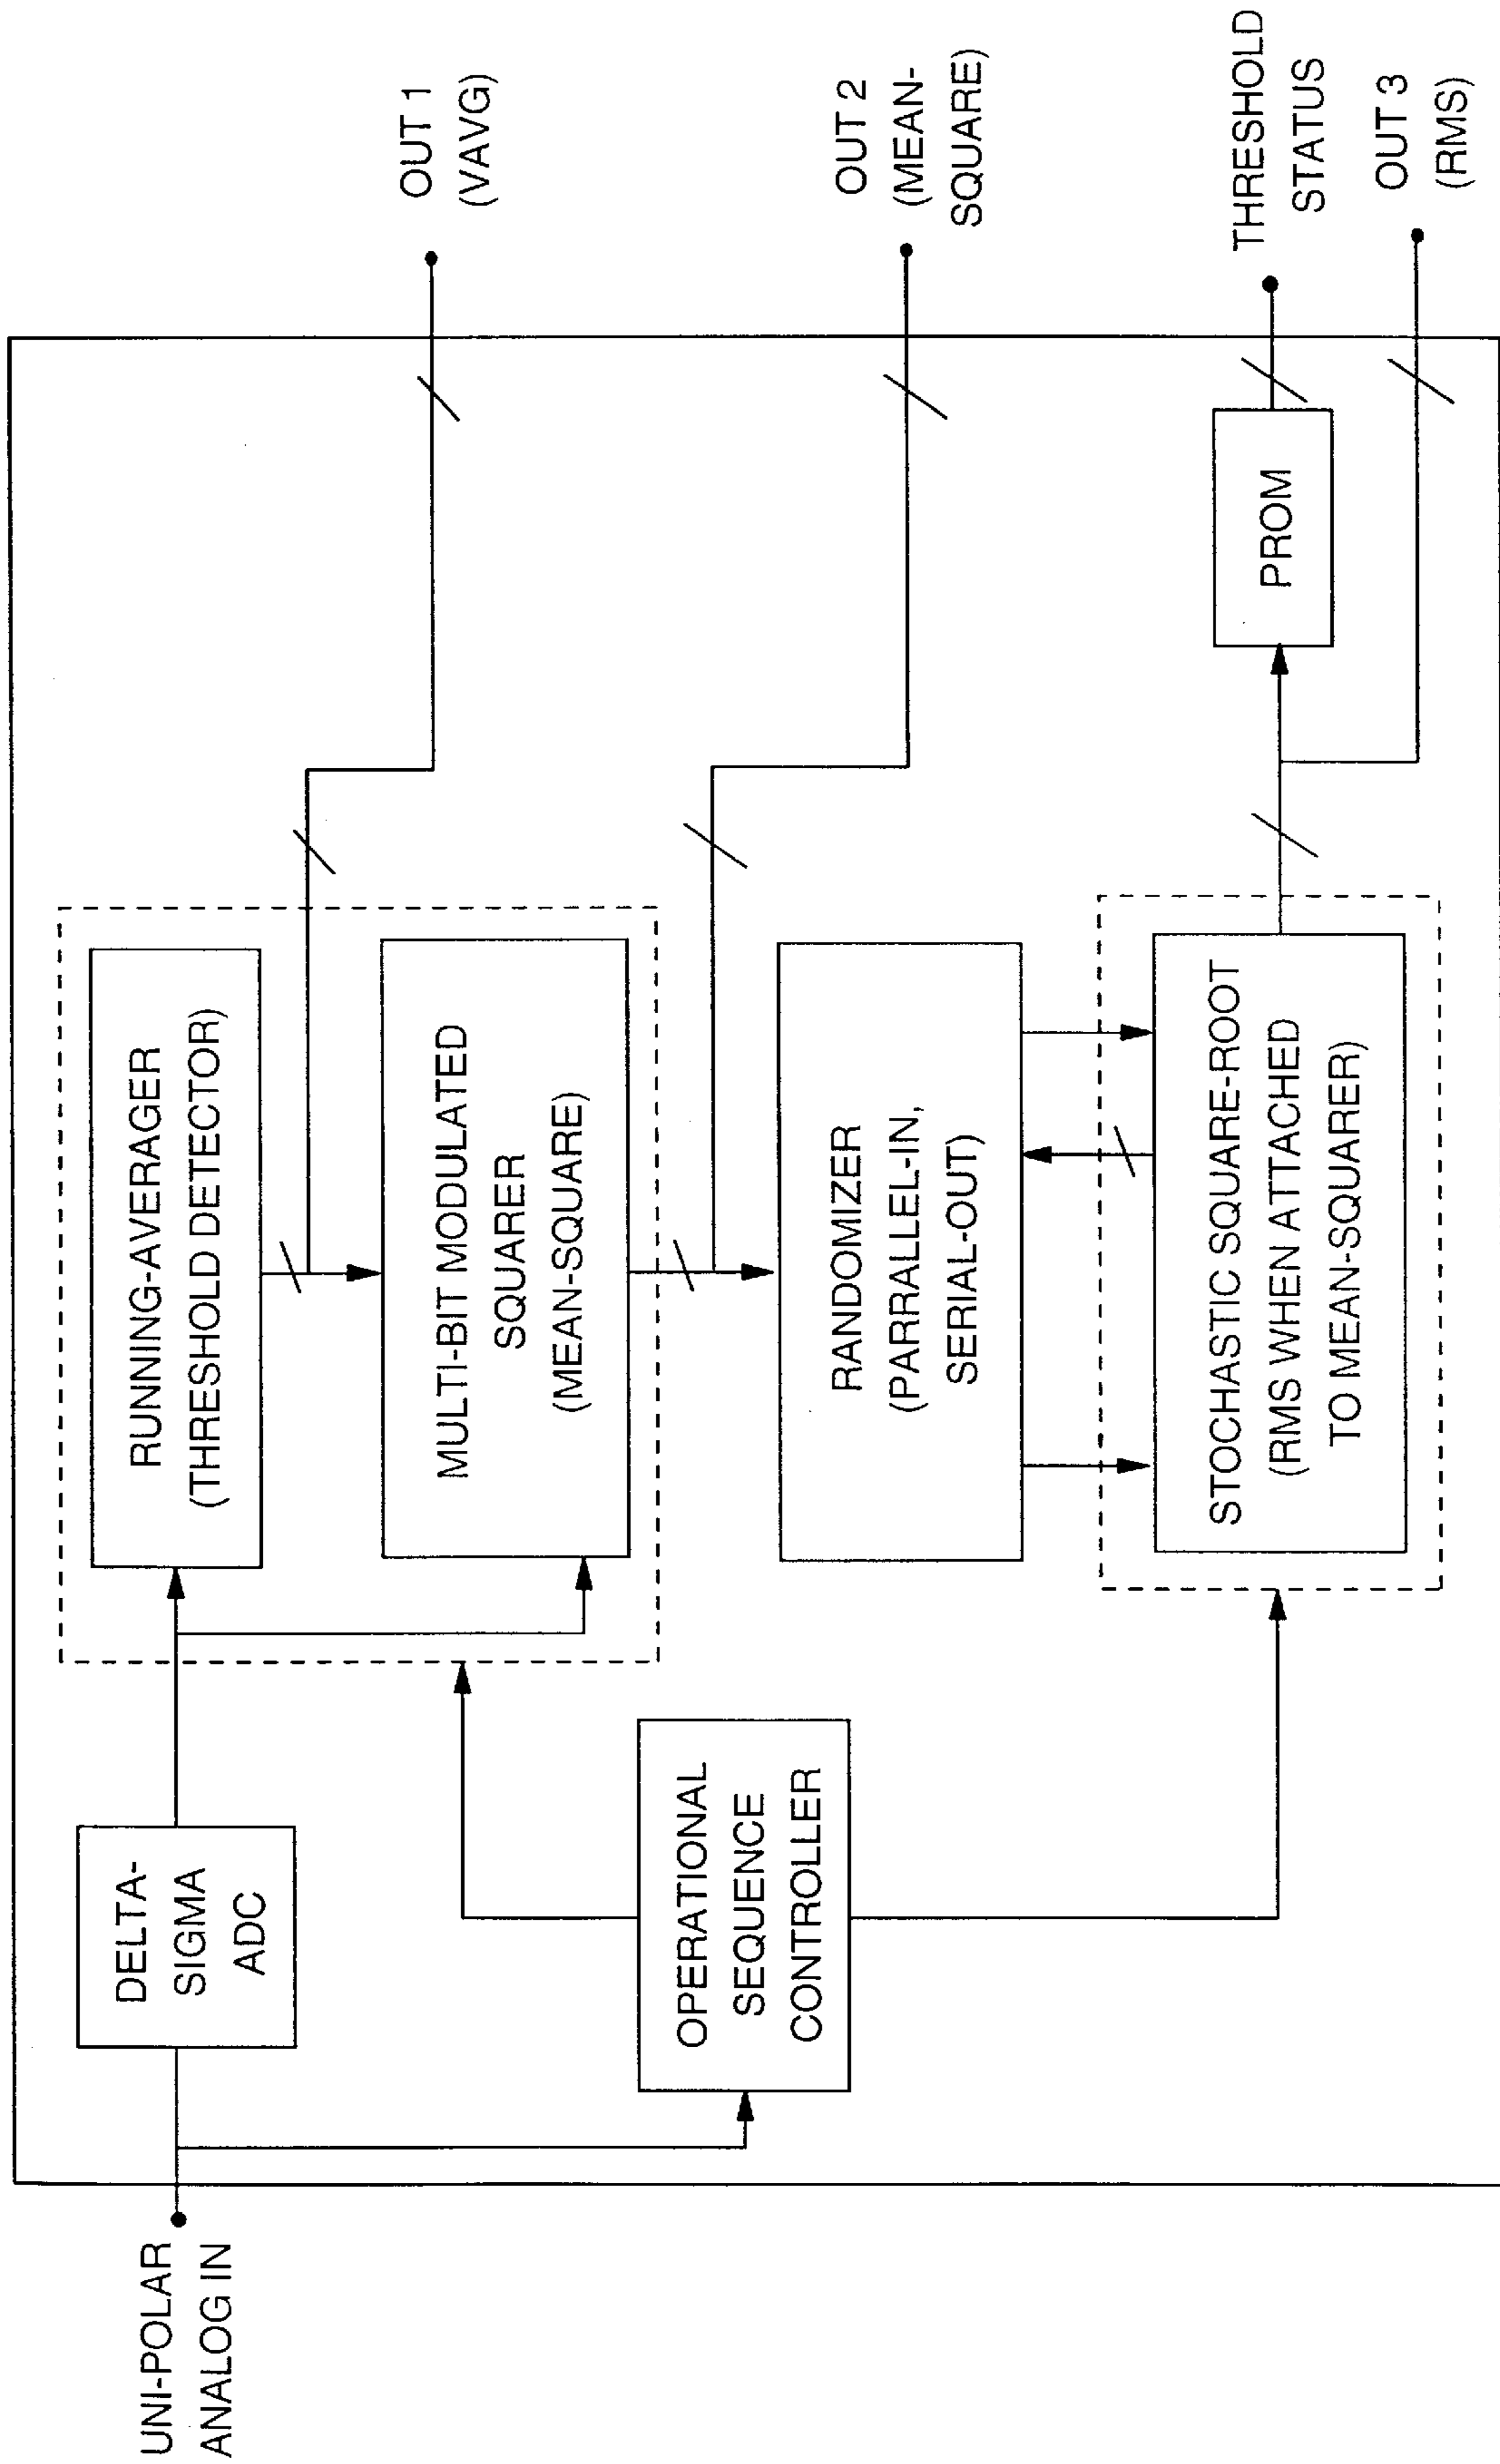 UNI-POLAR
ANALOG IN
DELTA-
SIGMA
ADC
OPERATIONAL
SEQUENCE
CONTROLLER
RUNNING-AVERAGER
(THRESHOLD DETECTOR)
MULTI-BIT MODULATED
SQUARER
(MEAN-SQUARE)
RANDOMIZER
(PARRALLEL-IN,
SERIAL-OUT)
STOCHASTIC SQUARE-ROOT
(RMS WHEN ATTACHED
TO MEAN-SQUARER)
PROM
OUT 1
(VAVG)
OUT 2
(MEAN-
SQUARE)
THRESHOLD
STATUS
OUT 3
(RMS)